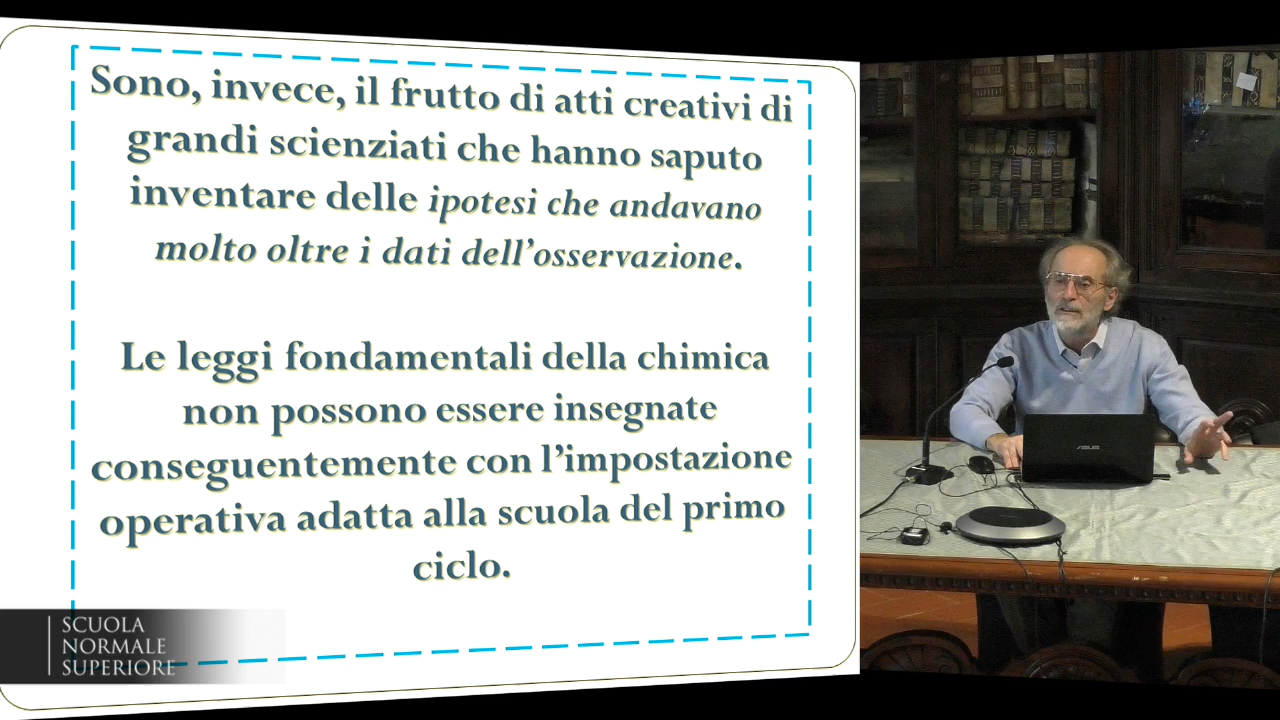 Sono, invece, il frutto di atti creativi di
grandi scienziati che hanno saputo
inventare delle ipotesi che andavano
molto oltre i dati dell’osservazione.
Le leggi fondamentali della chimica
non possono essere insegnate
conseguentemente con l’impostazione
operativa adatta alla scuola del primo
ciclo.
SCUOLA
NORMALE
SUPERIORE
ASUS